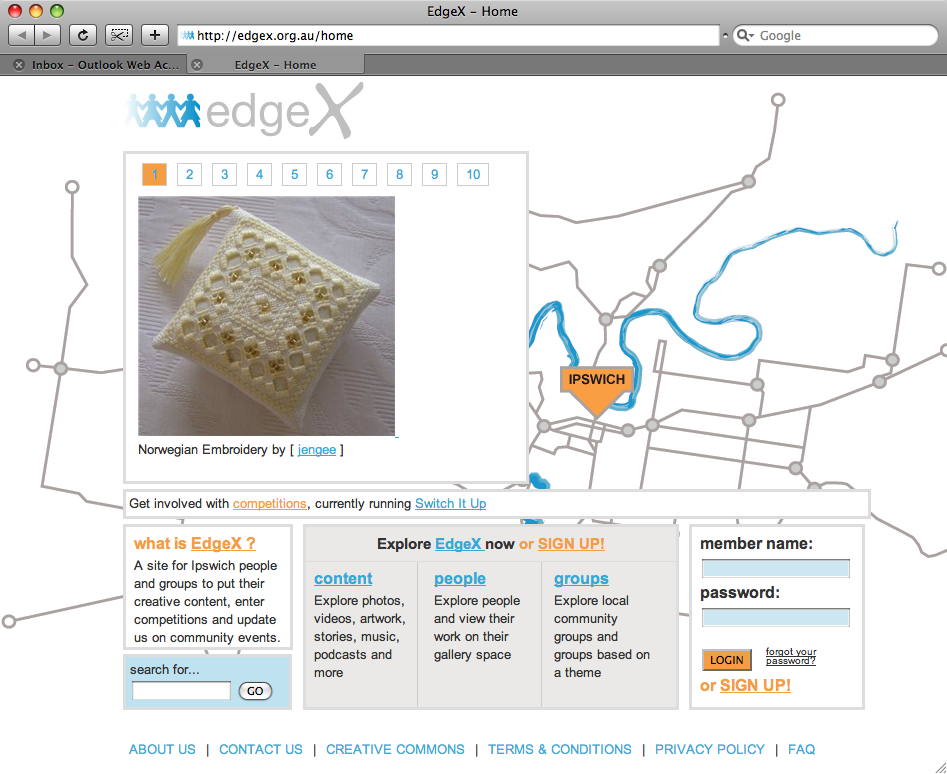 EdgeX – Home
http://edgex.org.au/home
Google
Inbox – Outlook Web Ac...
EdgeX – Home
edgeX
1 2 3 4 5 6 7 8 9 10
IPSWICH
Norwegian Embroidery by [ jengee ]
Get involved with competitions, currently running Switch It Up
what is EdgeX ?
A site for Ipswich people
and groups to put their
creative content, enter
competitions and update
us on community events.
search for...
GO
Explore EdgeX now or SIGN UP!
content
Explore photos,
videos, artwork,
stories, music,
podcasts and
more
people
Explore people
and view their
work on their
gallery space
groups
Explore local
community
groups and
groups based on
a theme
member name:
password:
LOGIN
forgot your
password?
or SIGN UP!
ABOUT US | CONTACT US | CREATIVE COMMONS | TERMS & CONDITIONS | PRIVACY POLICY | FAQ